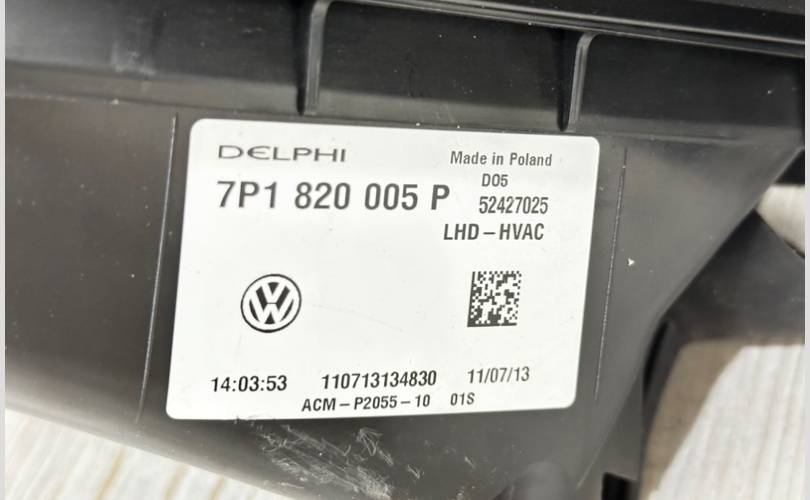 DELPHI
Made in Poland
7P1 820 005 P
D05
52427025
LHD-HVAC
14:03:53 110713134830 11/07/13
ACM-P2055-10 01S